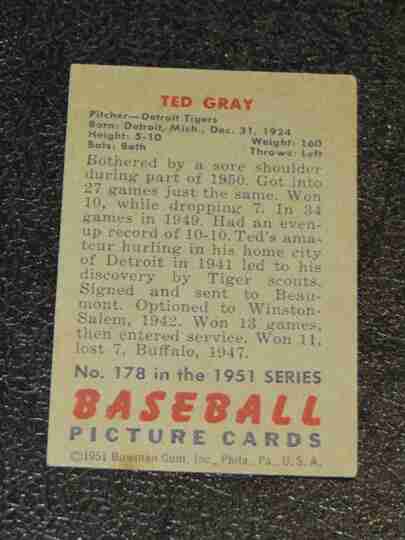 TED GRAY
Pitcher—Detroit Tigers
Born: Detroit, Mich., Dec. 31, 1924
Height: 5-10 Weight: 160
Bats: Both Throws: Left
Bothered by a sore shoulder
during part of 1950. Got into
27 games just the same. Won
10, while dropping 7. In 34
games in 1949. Had an even-
up record of 10-10. Ted's ama-
teur hurling in his home city
of Detroit in 1941 led to his
discovery by Tiger scouts.
Signed and sent to Beau-
mont. Optioned to Winston-
Salem, 1942. Won 13 games,
then entered service. Won 11,
lost 7, Buffalo, 1947.
No. 178 in the 1951 SERIES
BASEBALL
PICTURE CARDS
©1951 Bowman Gum, Inc., Phila., Pa., U. S. A.